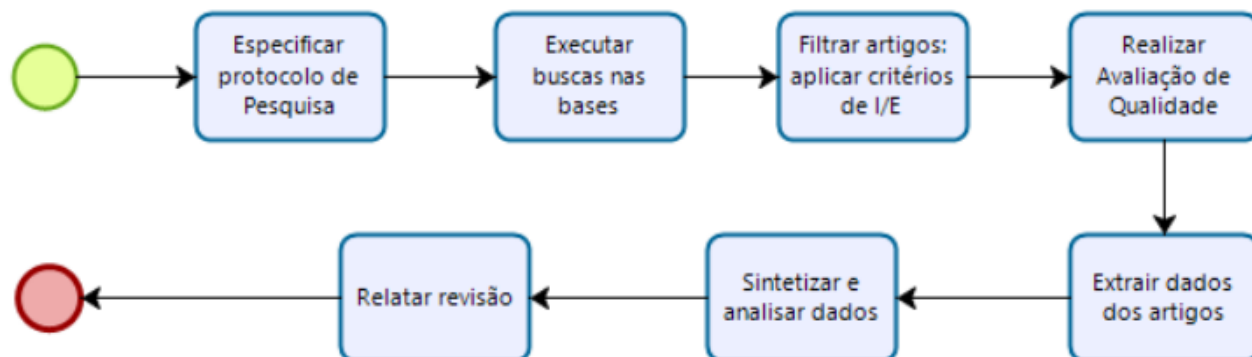 Especificar
protocolo de
Pesquisa
Executar
buscas nas
bases
Filtrar artigos:
aplicar critérios
de I/E
Realizar
Avaliação de
Qualidade
Extrair dados
dos artigos
Sintetizar e
analisar dados
Relatar revisão